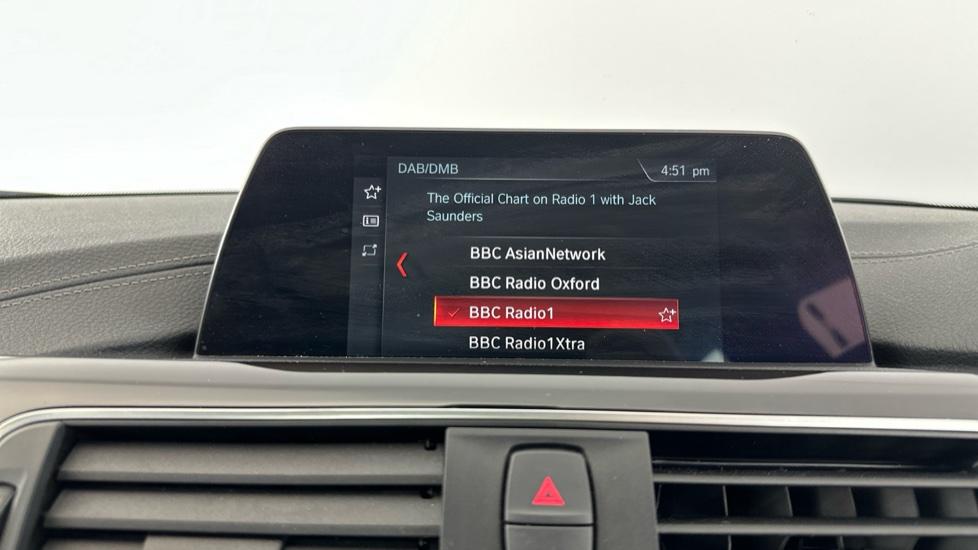 DAB/DMB
4:51 pm
The Official Chart on Radio 1 with Jack
Saunders
BBC AsianNetwork
BBC Radio Oxford
BBC Radio1
BBC Radio1Xtra